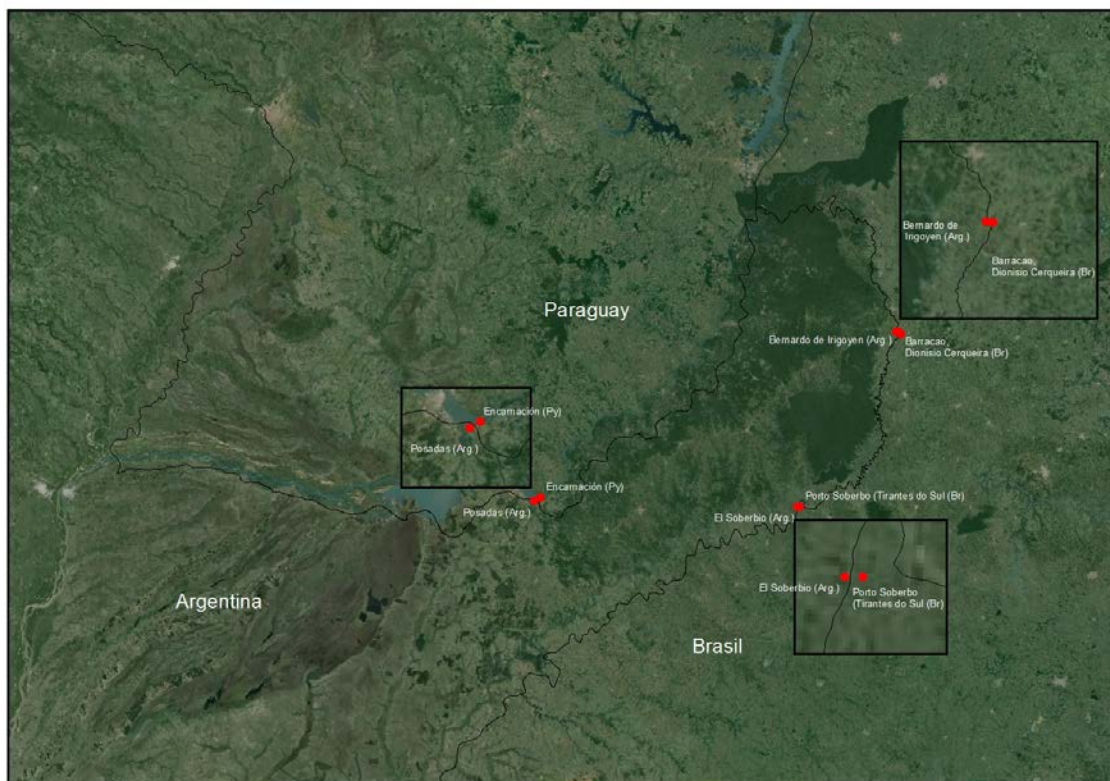 Bernardo de
Irigoyen (Arg.)
Barracao,
Dionisio Cerqueira (Br)
Paraguay
Bernardo de Irigoyen (Arg.)
Barracao,
Dionisio Cerqueira (Br)
Encarnación (Py)
Posadas (Arg.)
Encarnación (Py)
Posadas (Arg.)
Porto Soberbo (Tirantes do Sul (Br)
El Soberbio (Arg.)
El Soberbio (Arg.)
Porto Soberbo
(Tirantes do Sul (Br)
Argentina
Brasil